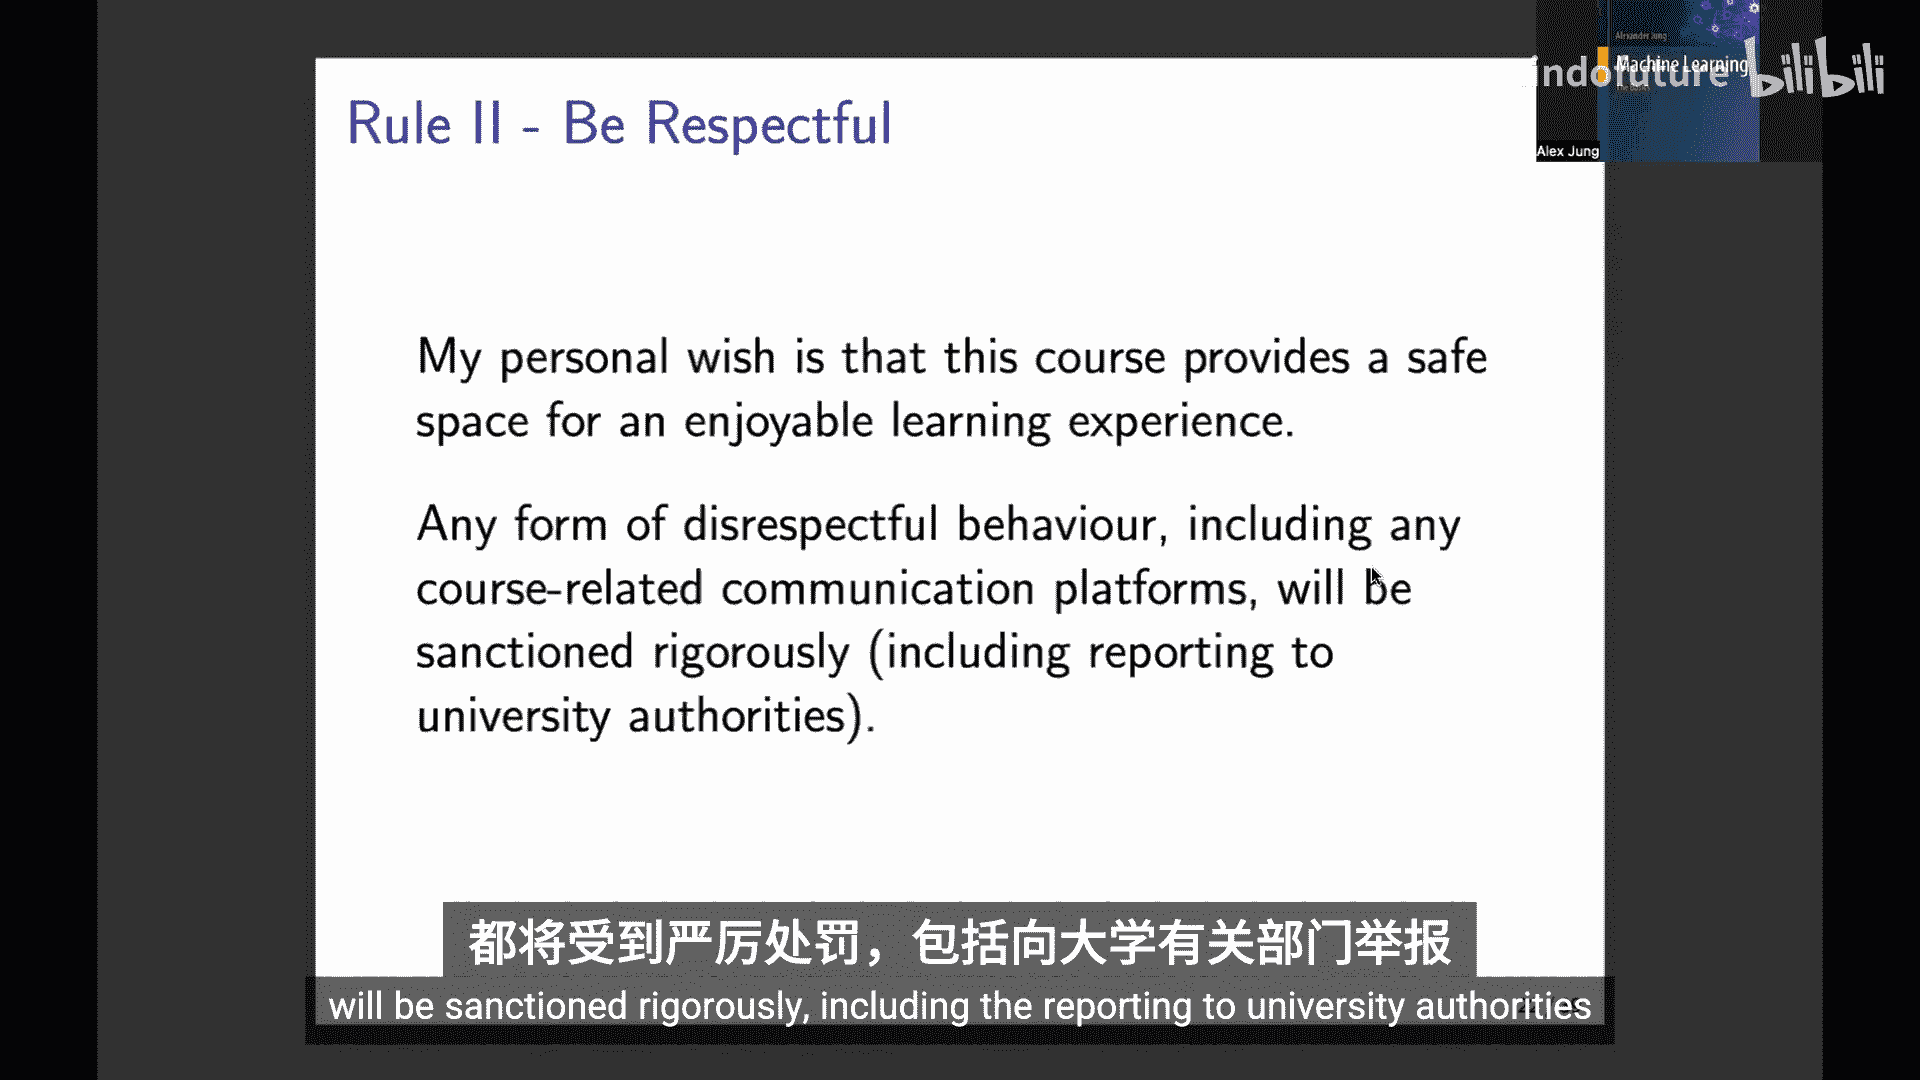 Rule II - Be Respectful
Alexander Jung
Machine Learning
indofuture
bilibili
Alex Jung
My personal wish is that this course provides a safe
space for an enjoyable learning experience.
Any form of disrespectful behaviour, including any
course-related communication platforms, will be
sanctioned rigorously (including reporting to
university authorities).
都将受到严厉处罚，包括向大学有关部门举报
will be sanctioned rigorously, including the reporting to university authorities